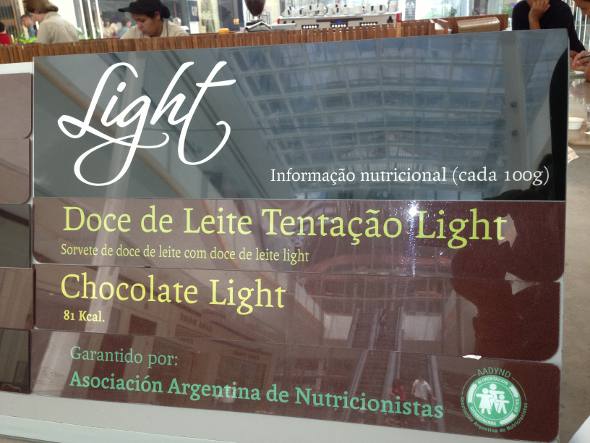 Light
Informação nutricional (cada 100g)
Doce de Leite Tentação Light
Sorvete de doce de leite com doce de leite light
Chocolate Light
81 Kcal.
Garantido por:
Asociación Argentina de Nutricionistas
AADYND